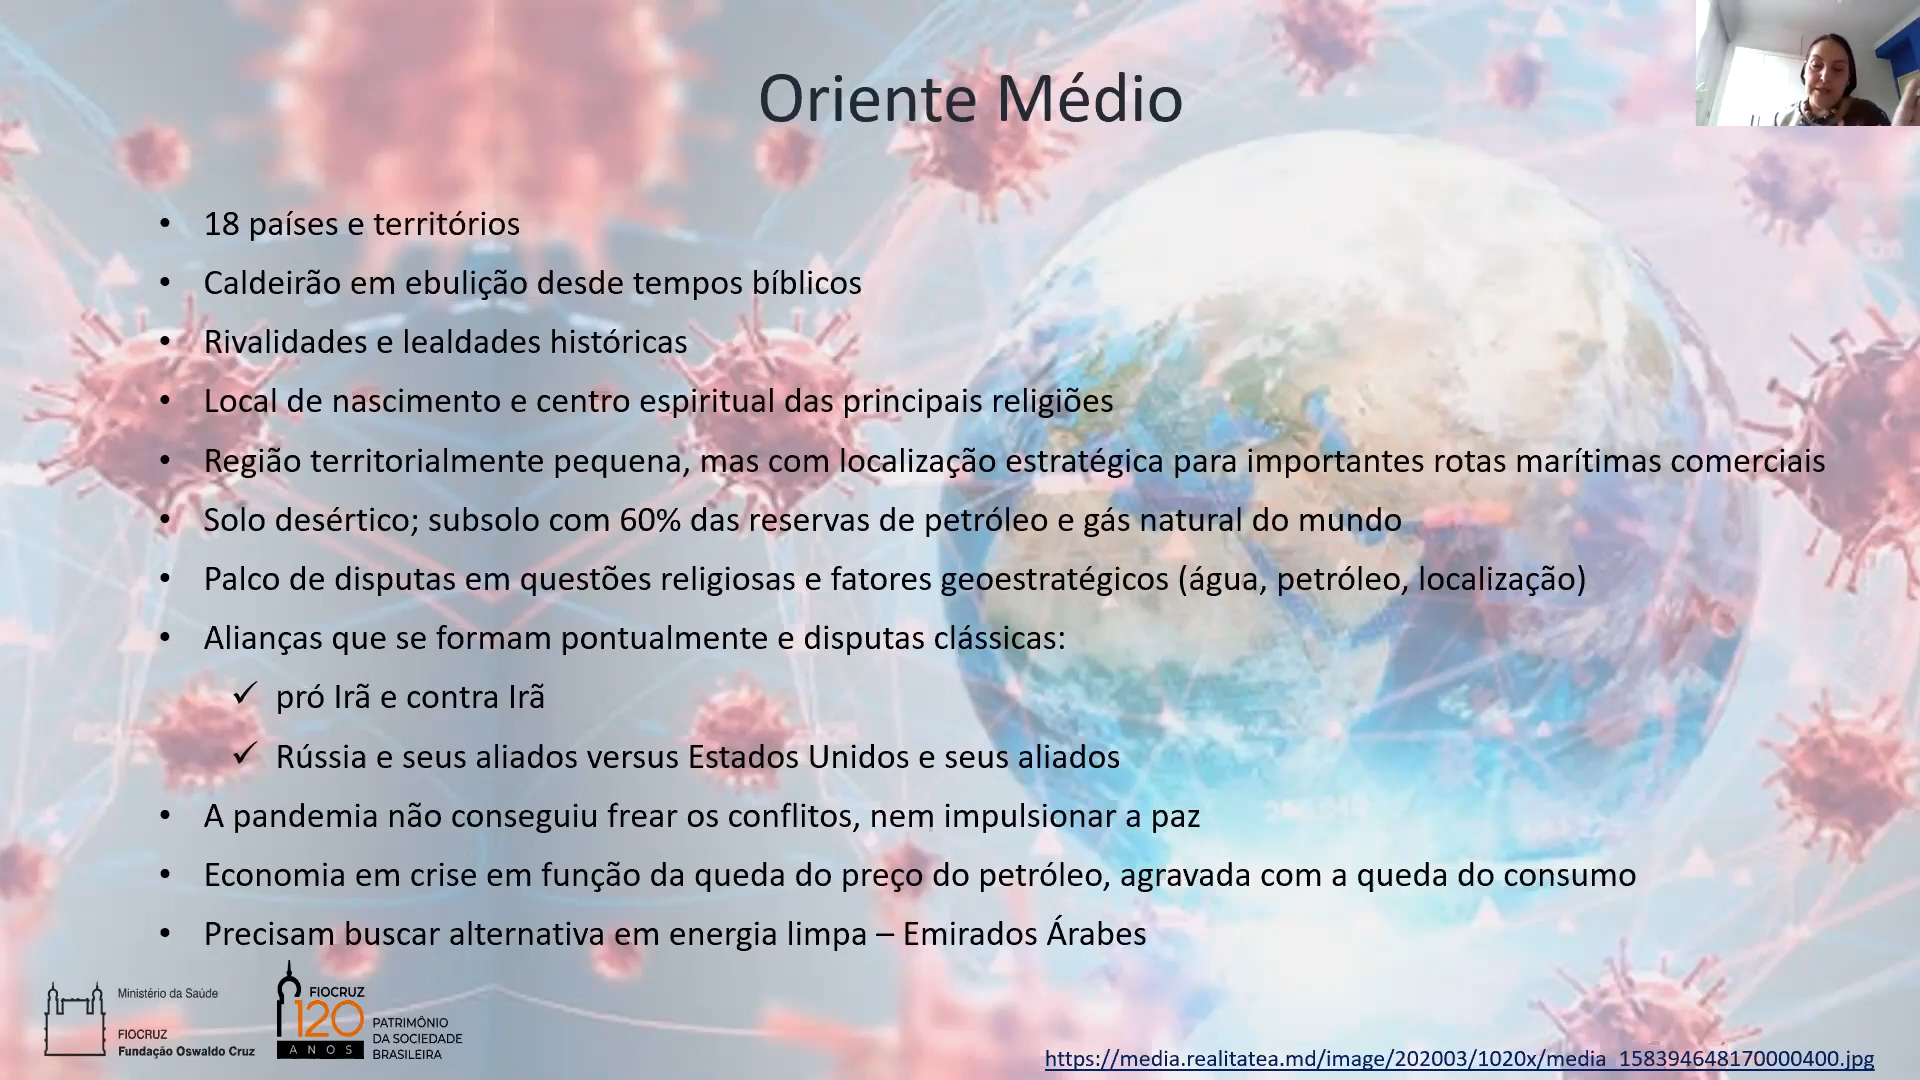 Oriente Médio
• 18 países e territórios
• Caldeirão em ebulição desde tempos bíblicos
• Rivalidades e lealdades históricas
• Local de nascimento e centro espiritual das principais religiões
• Região territorialmente pequena, mas com localização estratégica para importantes rotas marítimas comerciais
• Solo desértico; subsolo com 60% das reservas de petróleo e gás natural do mundo
• Palco de disputas em questões religiosas e fatores geoestratégicos (água, petróleo, localização)
• Alianças que se formam pontualmente e disputas clássicas:
✓ pró Irã e contra Irã
✓ Rússia e seus aliados versus Estados Unidos e seus aliados
• A pandemia não conseguiu frear os conflitos, nem impulsionar a paz
• Economia em crise em função da queda do preço do petróleo, agravada com a queda do consumo
• Precisam buscar alternativa em energia limpa – Emirados Árabes
Ministério da Saúde
FIOCRUZ
Fundação Oswaldo Cruz
FIOCRUZ
120
ANOS
PATRIMÔNIO
DA SOCIEDADE
BRASILEIRA
https://media.realitatea.md/image/202003/1020x/media_158394648170000400.jpg